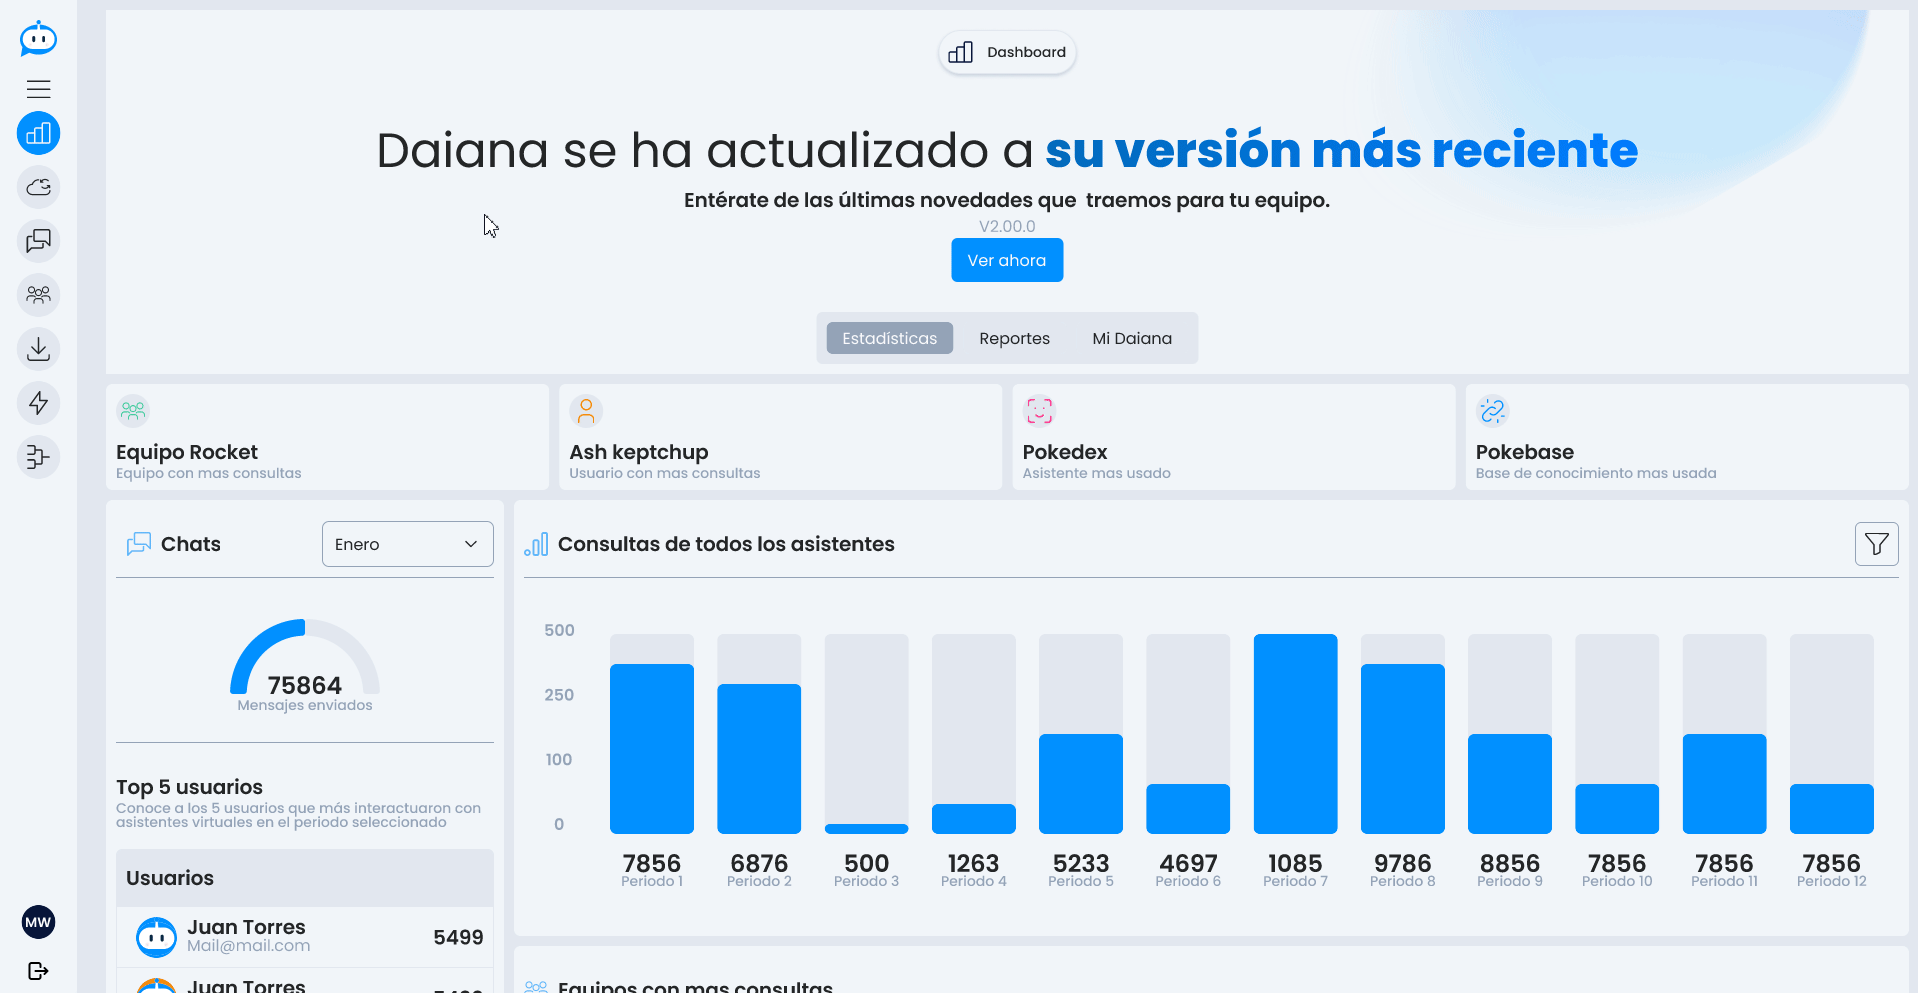 Dashboard
Daiana se ha actualizado a su versión más reciente
Entérate de las últimas novedades que traemos para tu equipo.
V2.00.0
Ver ahora
Estadísticas
Reportes
Mi Daiana
Equipo Rocket
Equipo con mas consultas
Ash keptchup
Usuario con mas consultas
Pokedex
Asistente mas usado
Pokebase
Base de conocimiento mas usada
Chats
Enero
75864
Mensajes enviados
Top 5 usuarios
Conoce a los 5 usuarios que más interactuaron con
asistentes virtuales en el periodo seleccionado
Usuarios
Juan Torres
Mail@mail.com
5499
Juan Torres
Consultas de todos los asistentes
500
250
100
0
7856
Periodo 1
6876
Periodo 2
500
Periodo 3
1263
Periodo 4
5233
Periodo 5
4697
Periodo 6
1085
Periodo 7
9786
Periodo 8
8856
Periodo 9
7856
Periodo 10
7856
Periodo 11
7856
Periodo 12
Equipos con mas consultas
MW